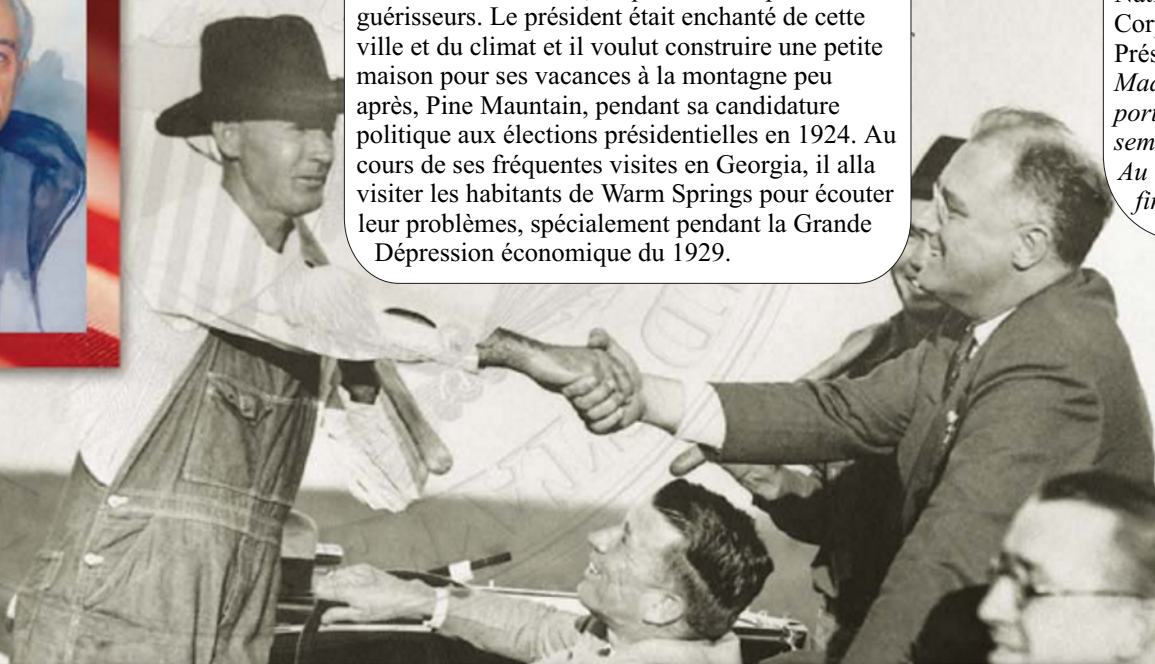 guérisseurs. Le président était enchanté de cette
ville et du climat et il voulut construire une petite
maison pour ses vacances à la montagne peu
après, Pine Mauntain, pendant sa candidature
politique aux élections présidentielles en 1924. Au
cours de ses fréquentes visites en Georgia, il alla
visiter les habitants de Warm Springs pour écouter
leur problèmes, spécialement pendant la Grande
Dépression économique du 1929.
Au